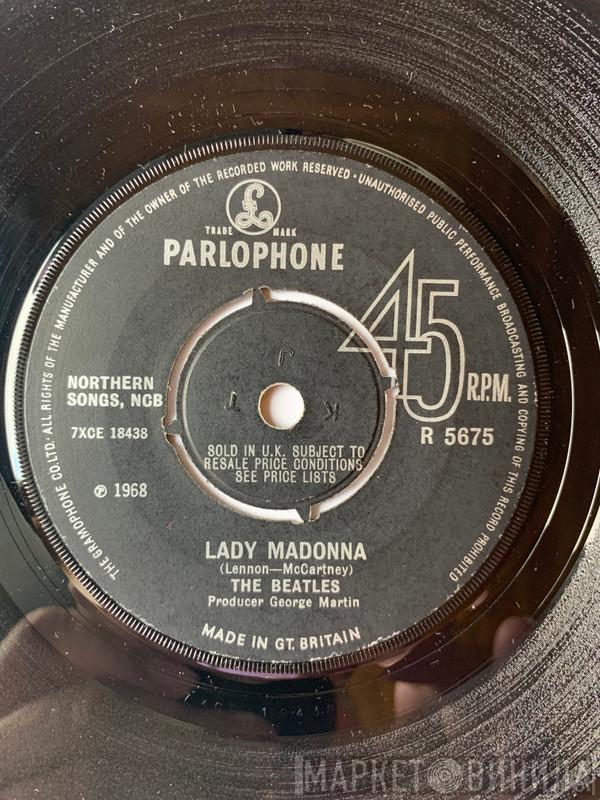 THE GRAMOPHONE CO. LTD. · ALL RIGHTS OF THE MANUFACTURER AND OF THE OWNER OF THE RECORDED WORK RESERVED · UNAUTHORISED PUBLIC PERFORMANCE BROADCASTING AND COPYING OF THIS RECORD PROHIBITED
£
TRADE MARK
PARLOPHONE
45
R.P.M.
J
K T
NORTHERN
SONGS, NCB
7XCE 18438
R 5675
SOLD IN U.K. SUBJECT TO
RESALE PRICE CONDITIONS
SEE PRICE LISTS
℗ 1968
LADY MADONNA
(Lennon—McCartney)
THE BEATLES
Producer George Martin
MADE IN GT. BRITAIN
МАРКЕТ ВИНИЛА